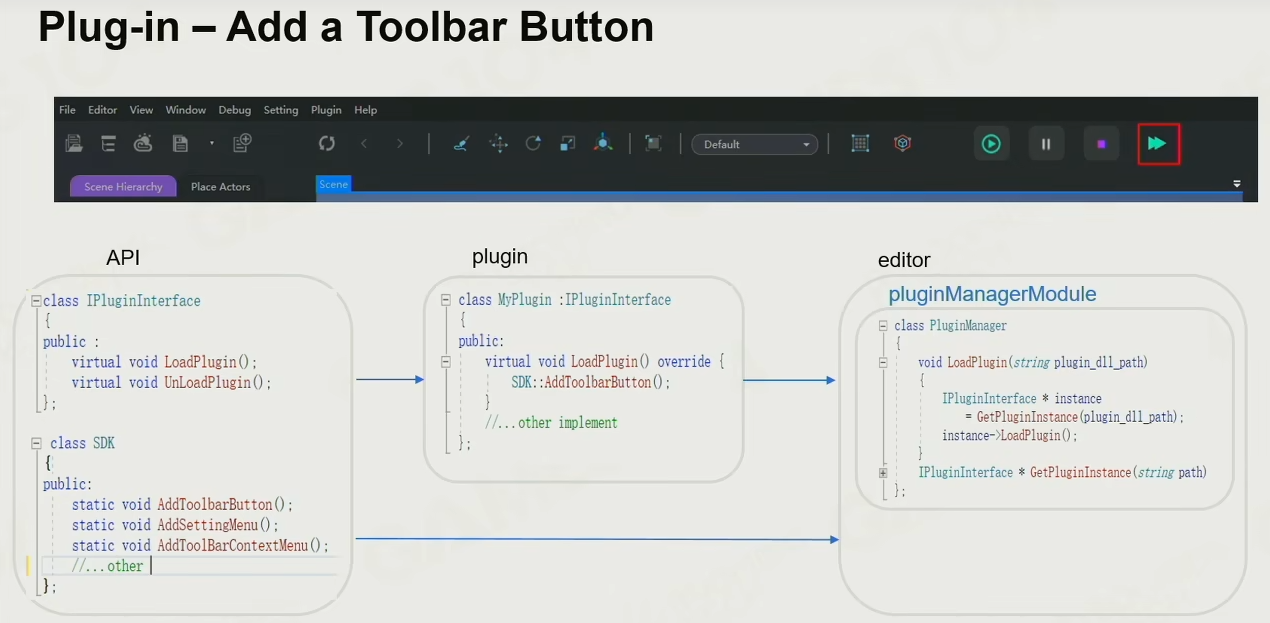 Plug-in – Add a Toolbar Button
File Editor View Window Debug Setting Plugin Help
Default
Scene Hierarchy Place Actors Scene
API
class IPluginInterface
{
public :
virtual void LoadPlugin();
virtual void UnLoadPlugin();
};
class SDK
{
public:
static void AddToolbarButton();
static void AddSettingMenu();
static void AddToolBarContextMenu();
//...other
};
plugin
class MyPlugin :IPluginInterface
{
public:
virtual void LoadPlugin() override {
SDK::AddToolbarButton();
}
//...other implement
};
editor
pluginManagerModule
class PluginManager
{
void LoadPlugin(string plugin_dll_path)
{
IPluginInterface * instance
= GetPluginInstance(plugin_dll_path);
instance->LoadPlugin();
}
IPluginInterface * GetPluginInstance(string path)
};